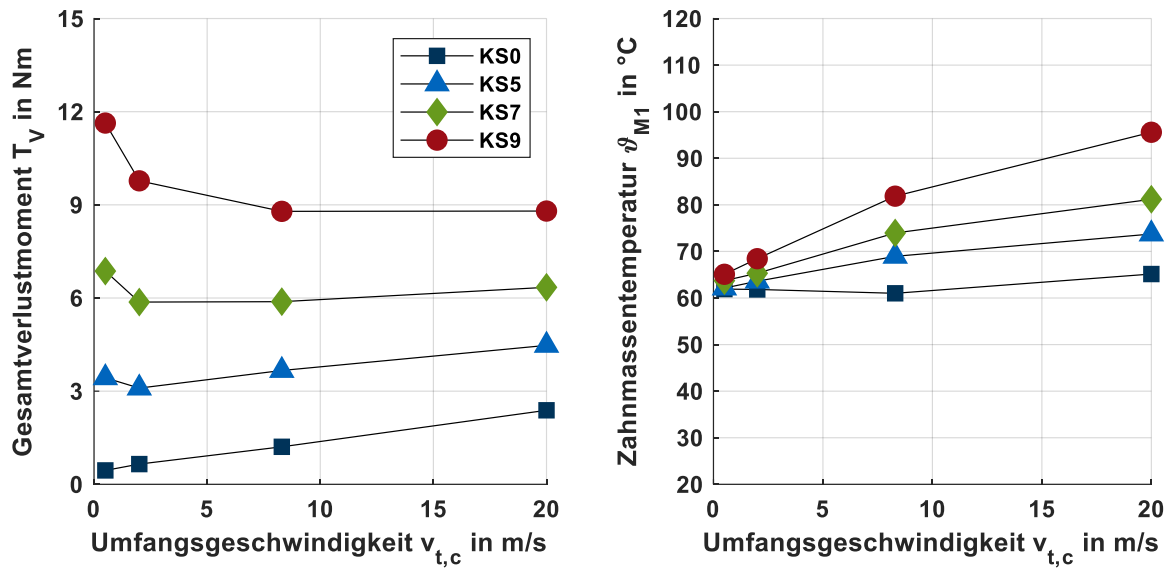 Gesamtverlustmoment T_V in Nm
15
12
9
6
3
0
KS0
KS5
KS7
KS9
0 5 10 15 20
Umfangsgeschwindigkeit v_t,c in m/s
Zahnmassentemperatur ϑ_M1 in °C
120
110
100
90
80
70
60
50
40
30
20
0 5 10 15 20
Umfangsgeschwindigkeit v_t,c in m/s